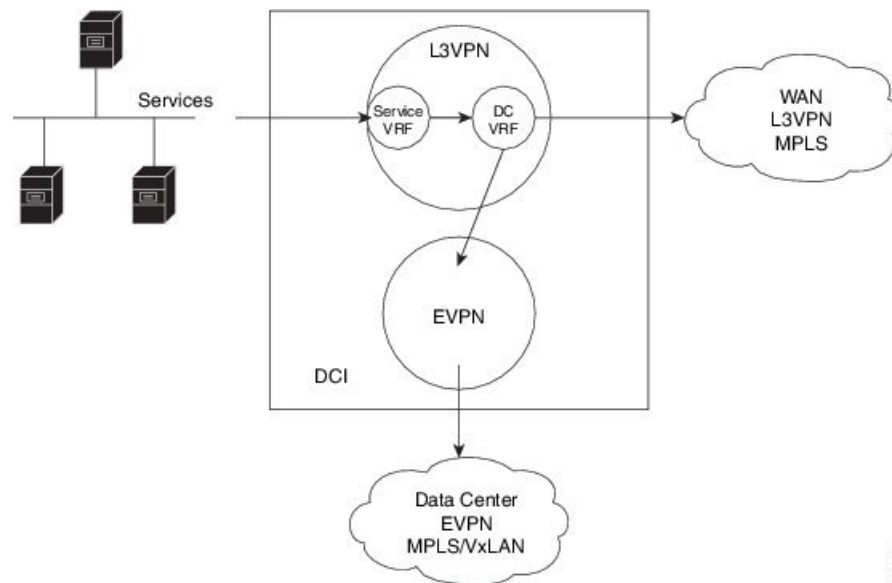 L3VPN
Services
Service
VRF
DC
VRF
WAN
L3VPN
MPLS
EVPN
DCI
Data Center
EVPN
MPLS/VxLAN